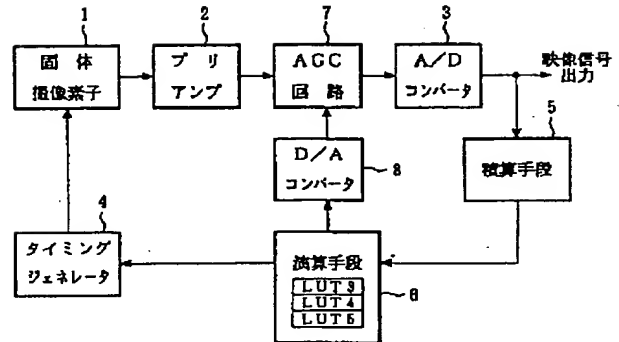 1
2
7
3
固体
撮像素子
プリ
アンプ
AGC
回路
A/D
コンバータ
映像信号
出力
5
D/A
コンバータ
8
積算手段
4
タイミング
ジェネレータ
演算手段
LUT3
LUT4
LUT5
6